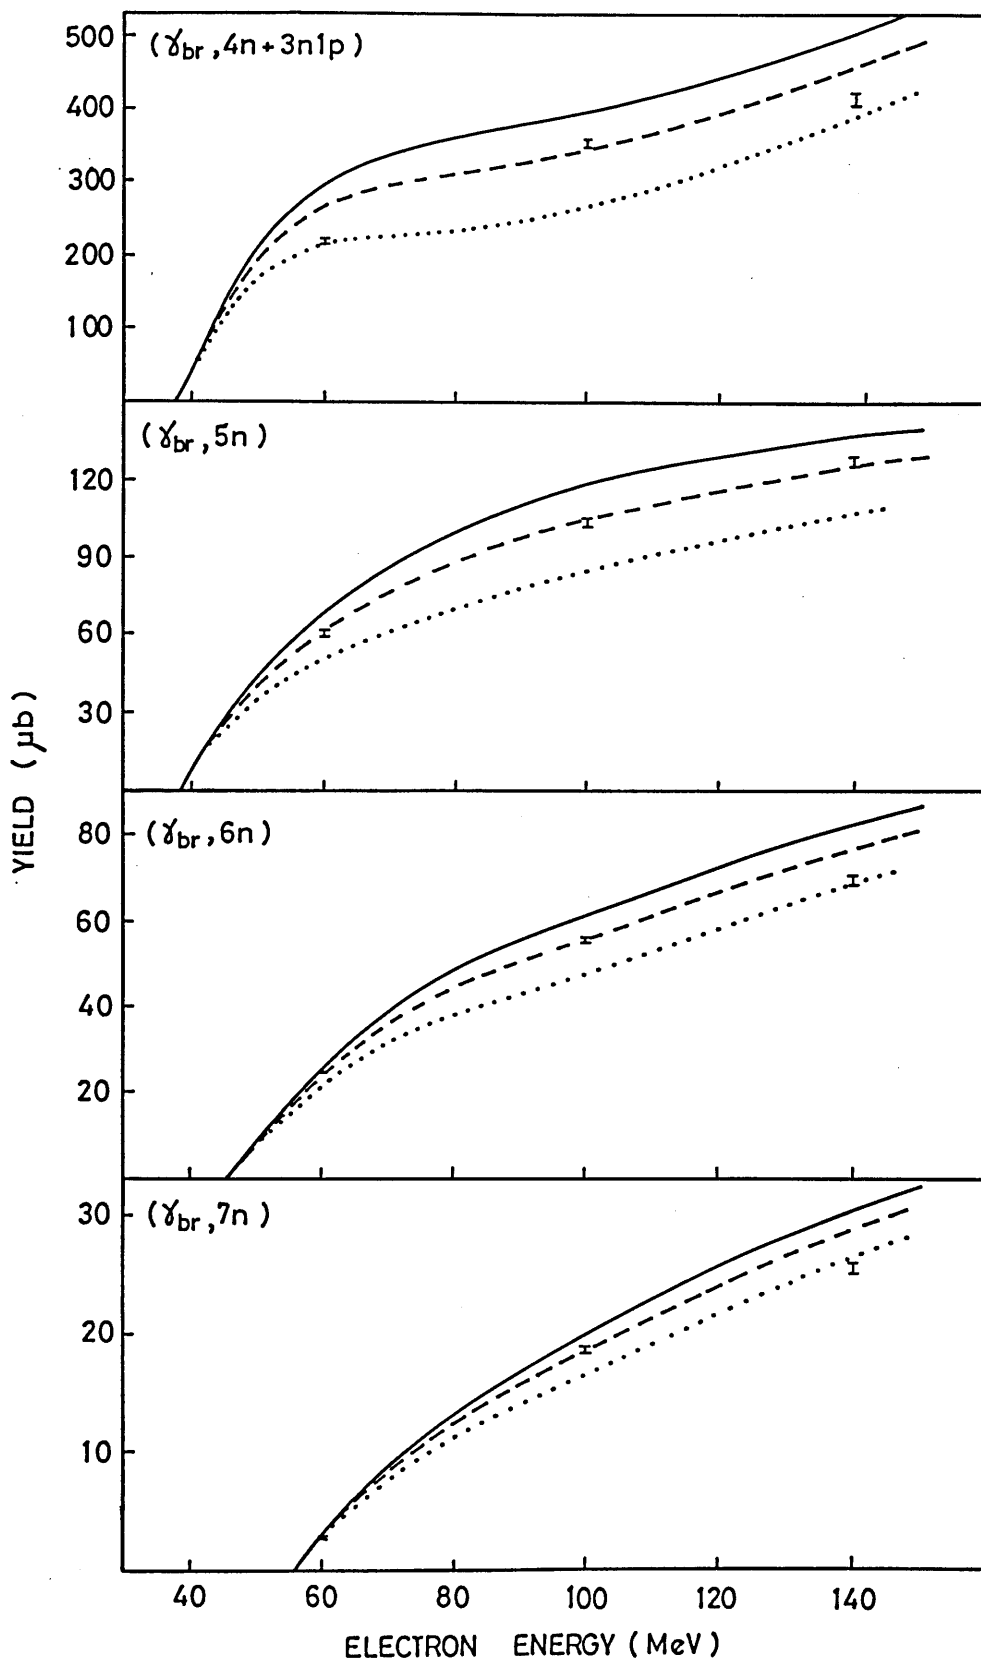 500
(γbr, 4n+3n1p)
400
300
200
100
(γbr, 5n)
120
90
60
30
YIELD (μb)
(γbr, 6n)
80
60
40
20
(γbr, 7n)
30
20
10
40 60 80 100 120 140
ELECTRON ENERGY (MeV)